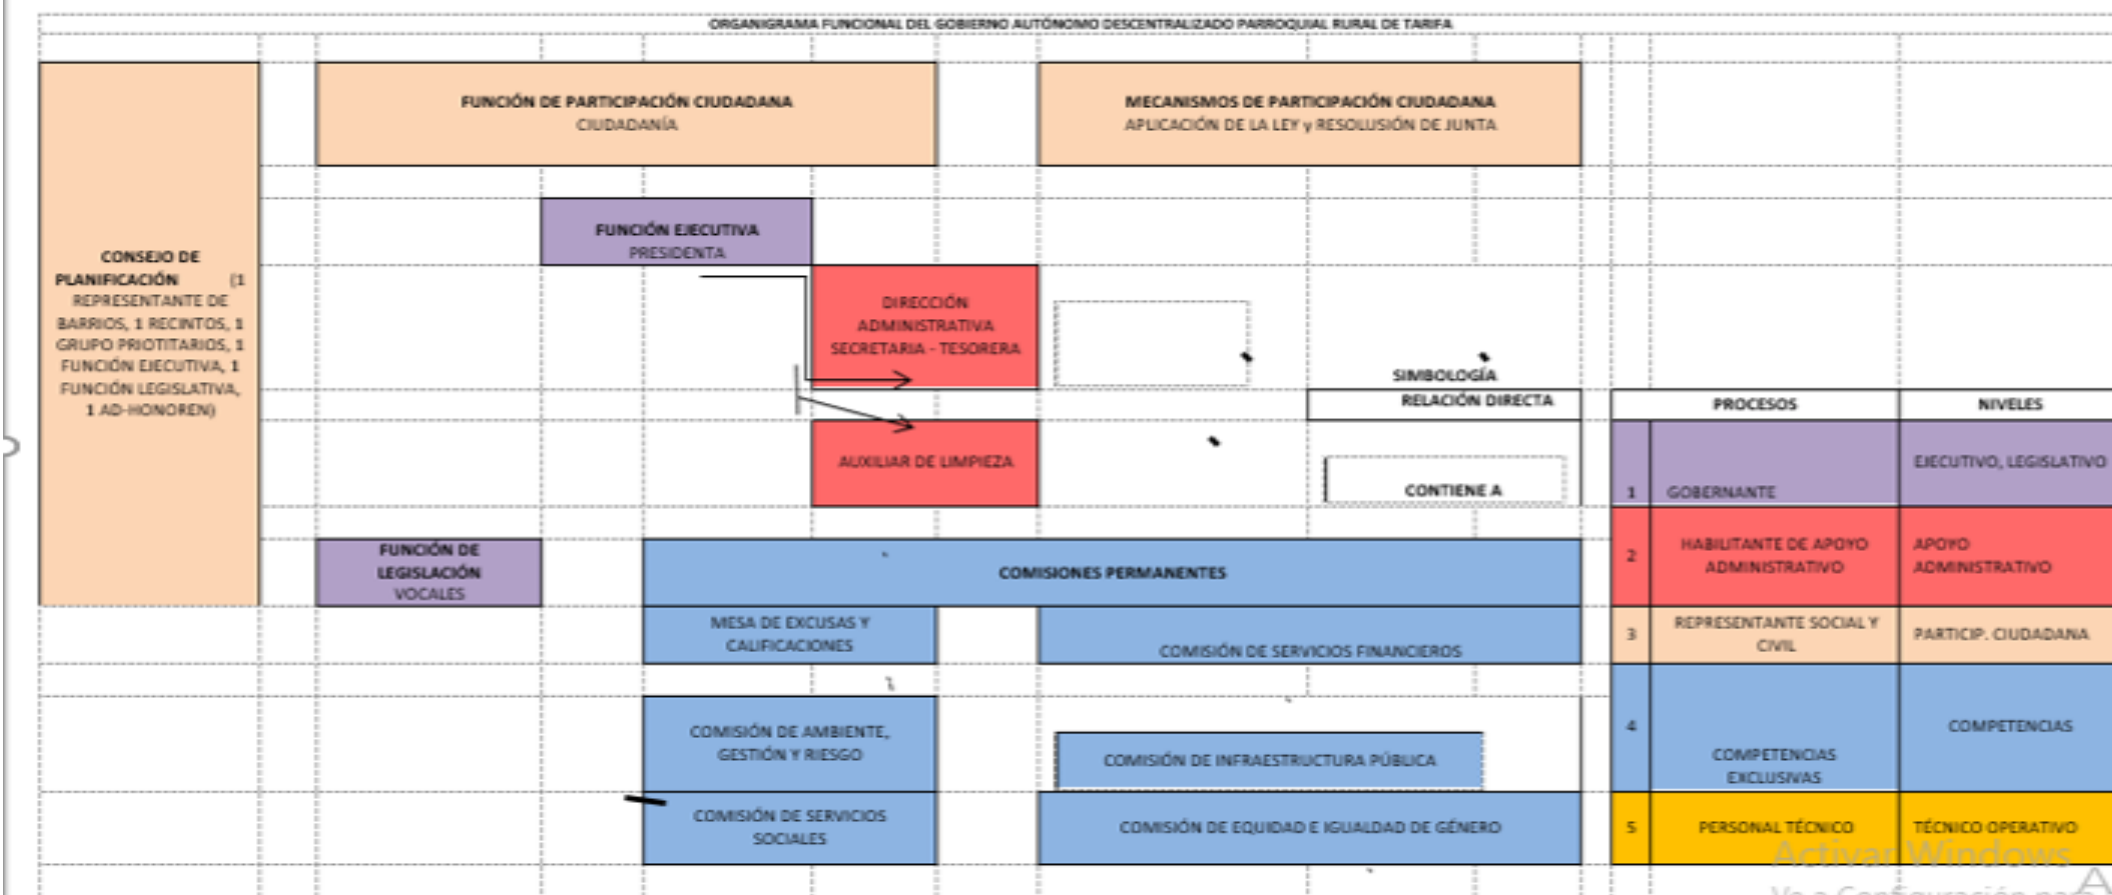 ORGANIGRAMA FUNCIONAL DEL GOBIERNO AUTÓNOMO DESCENTRALIZADO PARROQUIAL RURAL DE TARIFA
CONSEJO DE
PLANIFICACIÓN (1
REPRESENTANTE DE
BARRIOS, 1 RECINTOS, 1
GRUPO PRIOTITARIOS, 1
FUNCIÓN EJECUTIVA, 1
FUNCIÓN LEGISLATIVA,
1 AD-HONOREN)
FUNCIÓN DE PARTICIPACIÓN CIUDADANA
CIUDADANÍA
MECANISMOS DE PARTICIPACIÓN CIUDADANA
APLICACIÓN DE LA LEY y RESOLUSIÓN DE JUNTA
FUNCIÓN EJECUTIVA
PRESIDENTA
DIRECCIÓN
ADMINISTRATIVA
SECRETARIA - TESORERA
AUXILIAR DE LIMPIEZA
SIMBOLOGÍA
RELACIÓN DIRECTA
CONTIENE A
FUNCIÓN DE
LEGISLACIÓN
VOCALES
COMISIONES PERMANENTES
MESA DE EXCUSAS Y
CALIFICACIONES
COMISIÓN DE SERVICIOS FINANCIEROS
COMISIÓN DE AMBIENTE,
GESTIÓN Y RIESGO
COMISIÓN DE INFRAESTRUCTURA PÚBLICA
COMISIÓN DE SERVICIOS
SOCIALES
COMISIÓN DE EQUIDAD E IGUALDAD DE GÉNERO
PROCESOS
NIVELES
1
GOBERNANTE
EJECUTIVO, LEGISLATIVO
2
HABILITANTE DE APOYO
ADMINISTRATIVO
APOYO
ADMINISTRATIVO
3
REPRESENTANTE SOCIAL Y
CIVIL
PARTICIP. CIUDADANA
4
COMPETENCIAS
EXCLUSIVAS
COMPETENCIAS
5
PERSONAL TÉCNICO
TÉCNICO OPERATIVO
Activar Windows